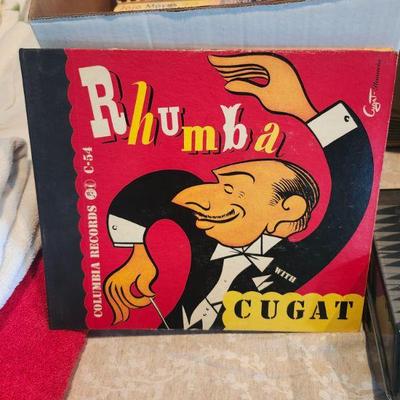 Rhumba
WITH
CUGAT
COLUMBIA RECORDS C-54